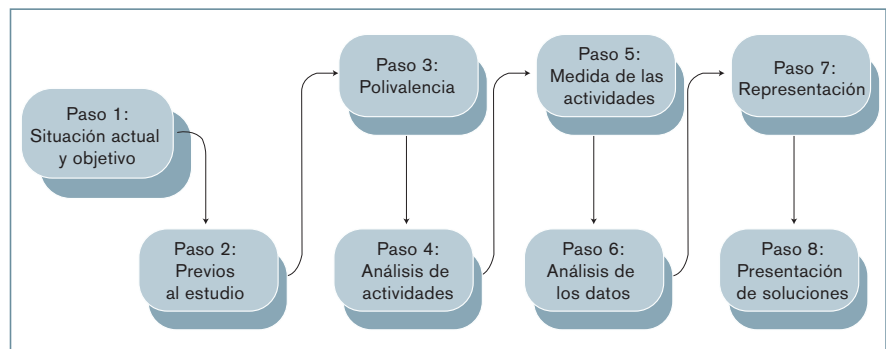 Paso 1:
Situación actual
y objetivo
Paso 2:
Previos
al estudio
Paso 3:
Polivalencia
Paso 4:
Análisis de
actividades
Paso 5:
Medida de las
actividades
Paso 6:
Análisis de
los datos
Paso 7:
Representación
Paso 8:
Presentación
de soluciones